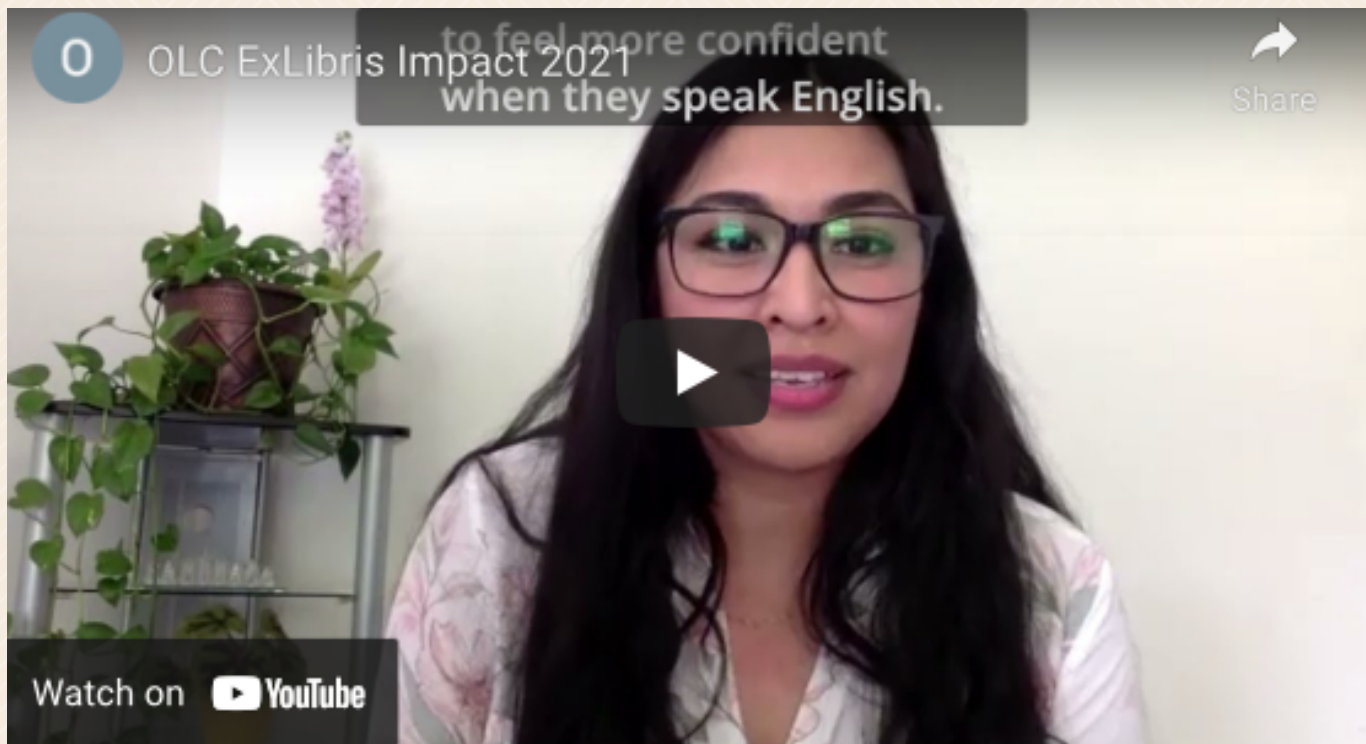 O
OLC ExLibris Impact 2021
to feel more confident
when they speak English.
Share
Watch on YouTube